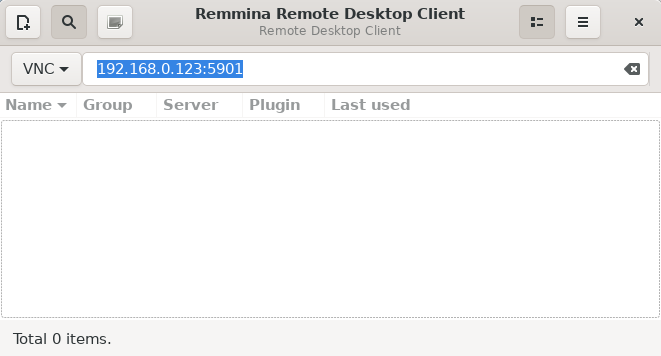 Remmina Remote Desktop Client
Remote Desktop Client
VNC 192.168.0.123:5901
Name Group Server Plugin Last used
Total 0 items.